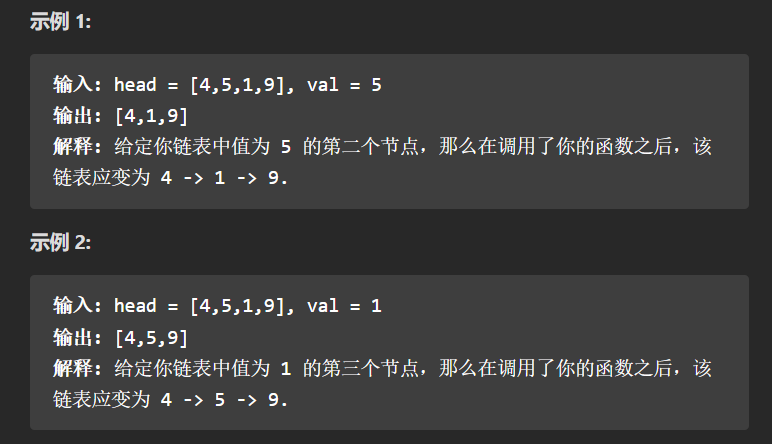 示例 1:
输入: head = [4,5,1,9], val = 5
输出: [4,1,9]
解释: 给定你链表中值为 5 的第二个节点，那么在调用了你的函数之后，该
链表应变为 4 -> 1 -> 9.
示例 2:
输入: head = [4,5,1,9], val = 1
输出: [4,5,9]
解释: 给定你链表中值为 1 的第三个节点，那么在调用了你的函数之后，该
链表应变为 4 -> 5 -> 9.